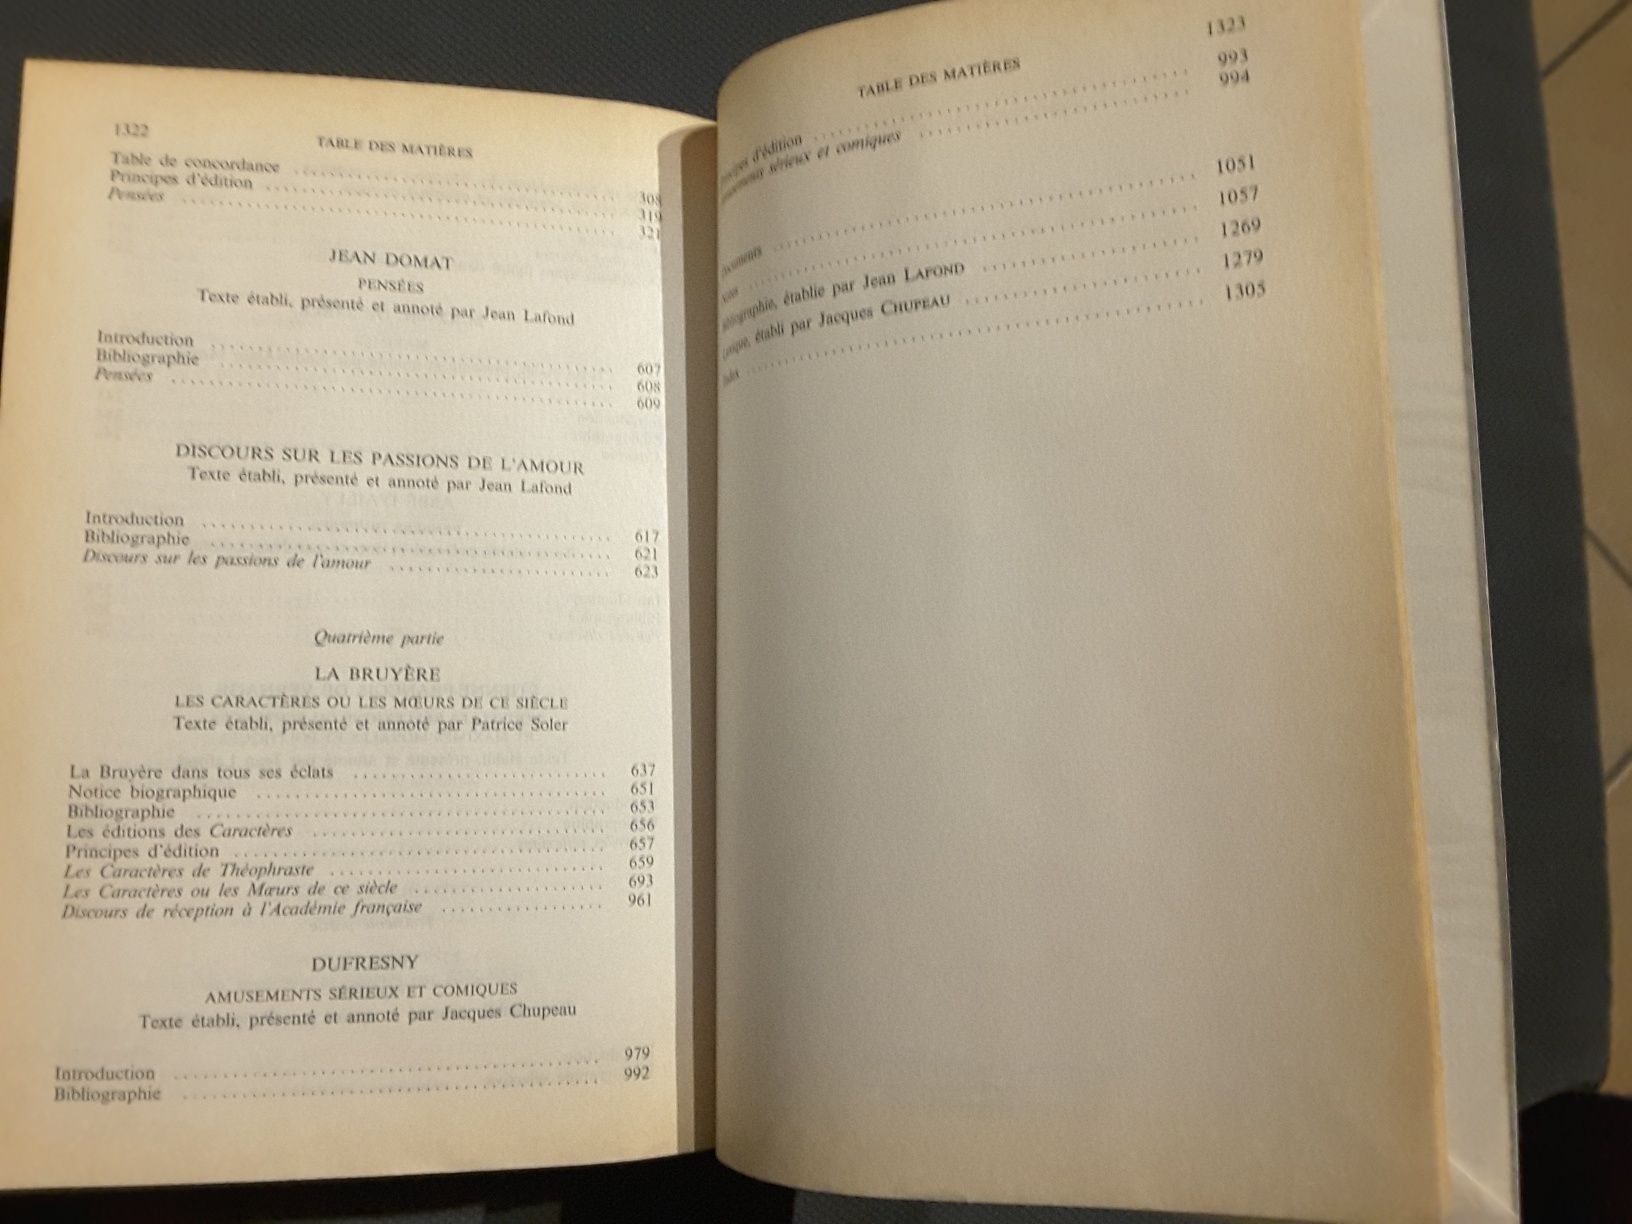 1322
TABLE DES MATIÈRES
Table de concordance 308
Principes d'édition 319
Pensées 321
JEAN DOMAT
PENSÉES
Texte établi, présenté et annoté par Jean Lafond
Introduction 607
Bibliographie 608
Pensées 609
DISCOURS SUR LES PASSIONS DE L'AMOUR
Texte établi, présenté et annoté par Jean Lafond
Introduction 617
Bibliographie 621
Discours sur les passions de l'amour 623
Quatrième partie
LA BRUYÈRE
LES CARACTÈRES OU LES MŒURS DE CE SIÈCLE
Texte établi, présenté et annoté par Patrice Soler
La Bruyère dans tous ses éclats 637
Notice biographique 651
Bibliographie 653
Les éditions des Caractères 656
Principes d'édition 657
Les Caractères de Théophraste 659
Les Caractères ou les Mœurs de ce siècle 693
Discours de réception à l'Académie française 961
DUFRESNY
AMUSEMENTS SÉRIEUX ET COMIQUES
Texte établi, présenté et annoté par Jacques Chupeau
Introduction 979
Bibliographie 992
1323
TABLE DES MATIÈRES
d'édition 993
sérieux et comiques 994
1051
1057
établie par Jean LAFOND 1269
établi par Jacques CHUPEAU 1279
Index 1305